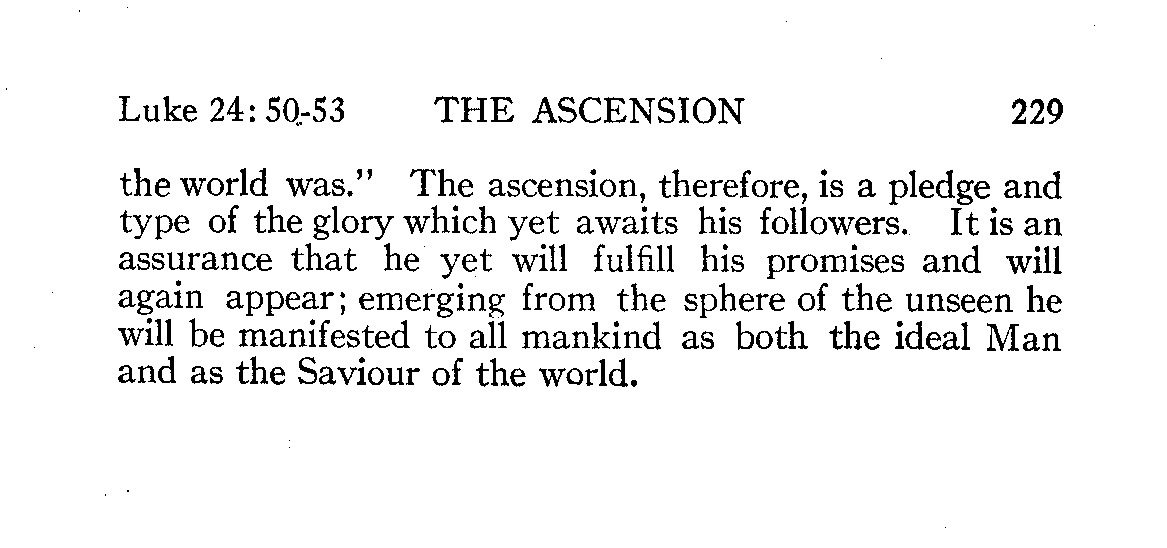 Luke 24: 50-53 THE ASCENSION 229
the world was.” The ascension, therefore, is a pledge and
type of the glory which yet awaits his followers. It is an
assurance that he yet will fulfill his promises and will
again appear; emerging from the sphere of the unseen he
will be manifested to all mankind as both the ideal Man
and as the Saviour of the world.